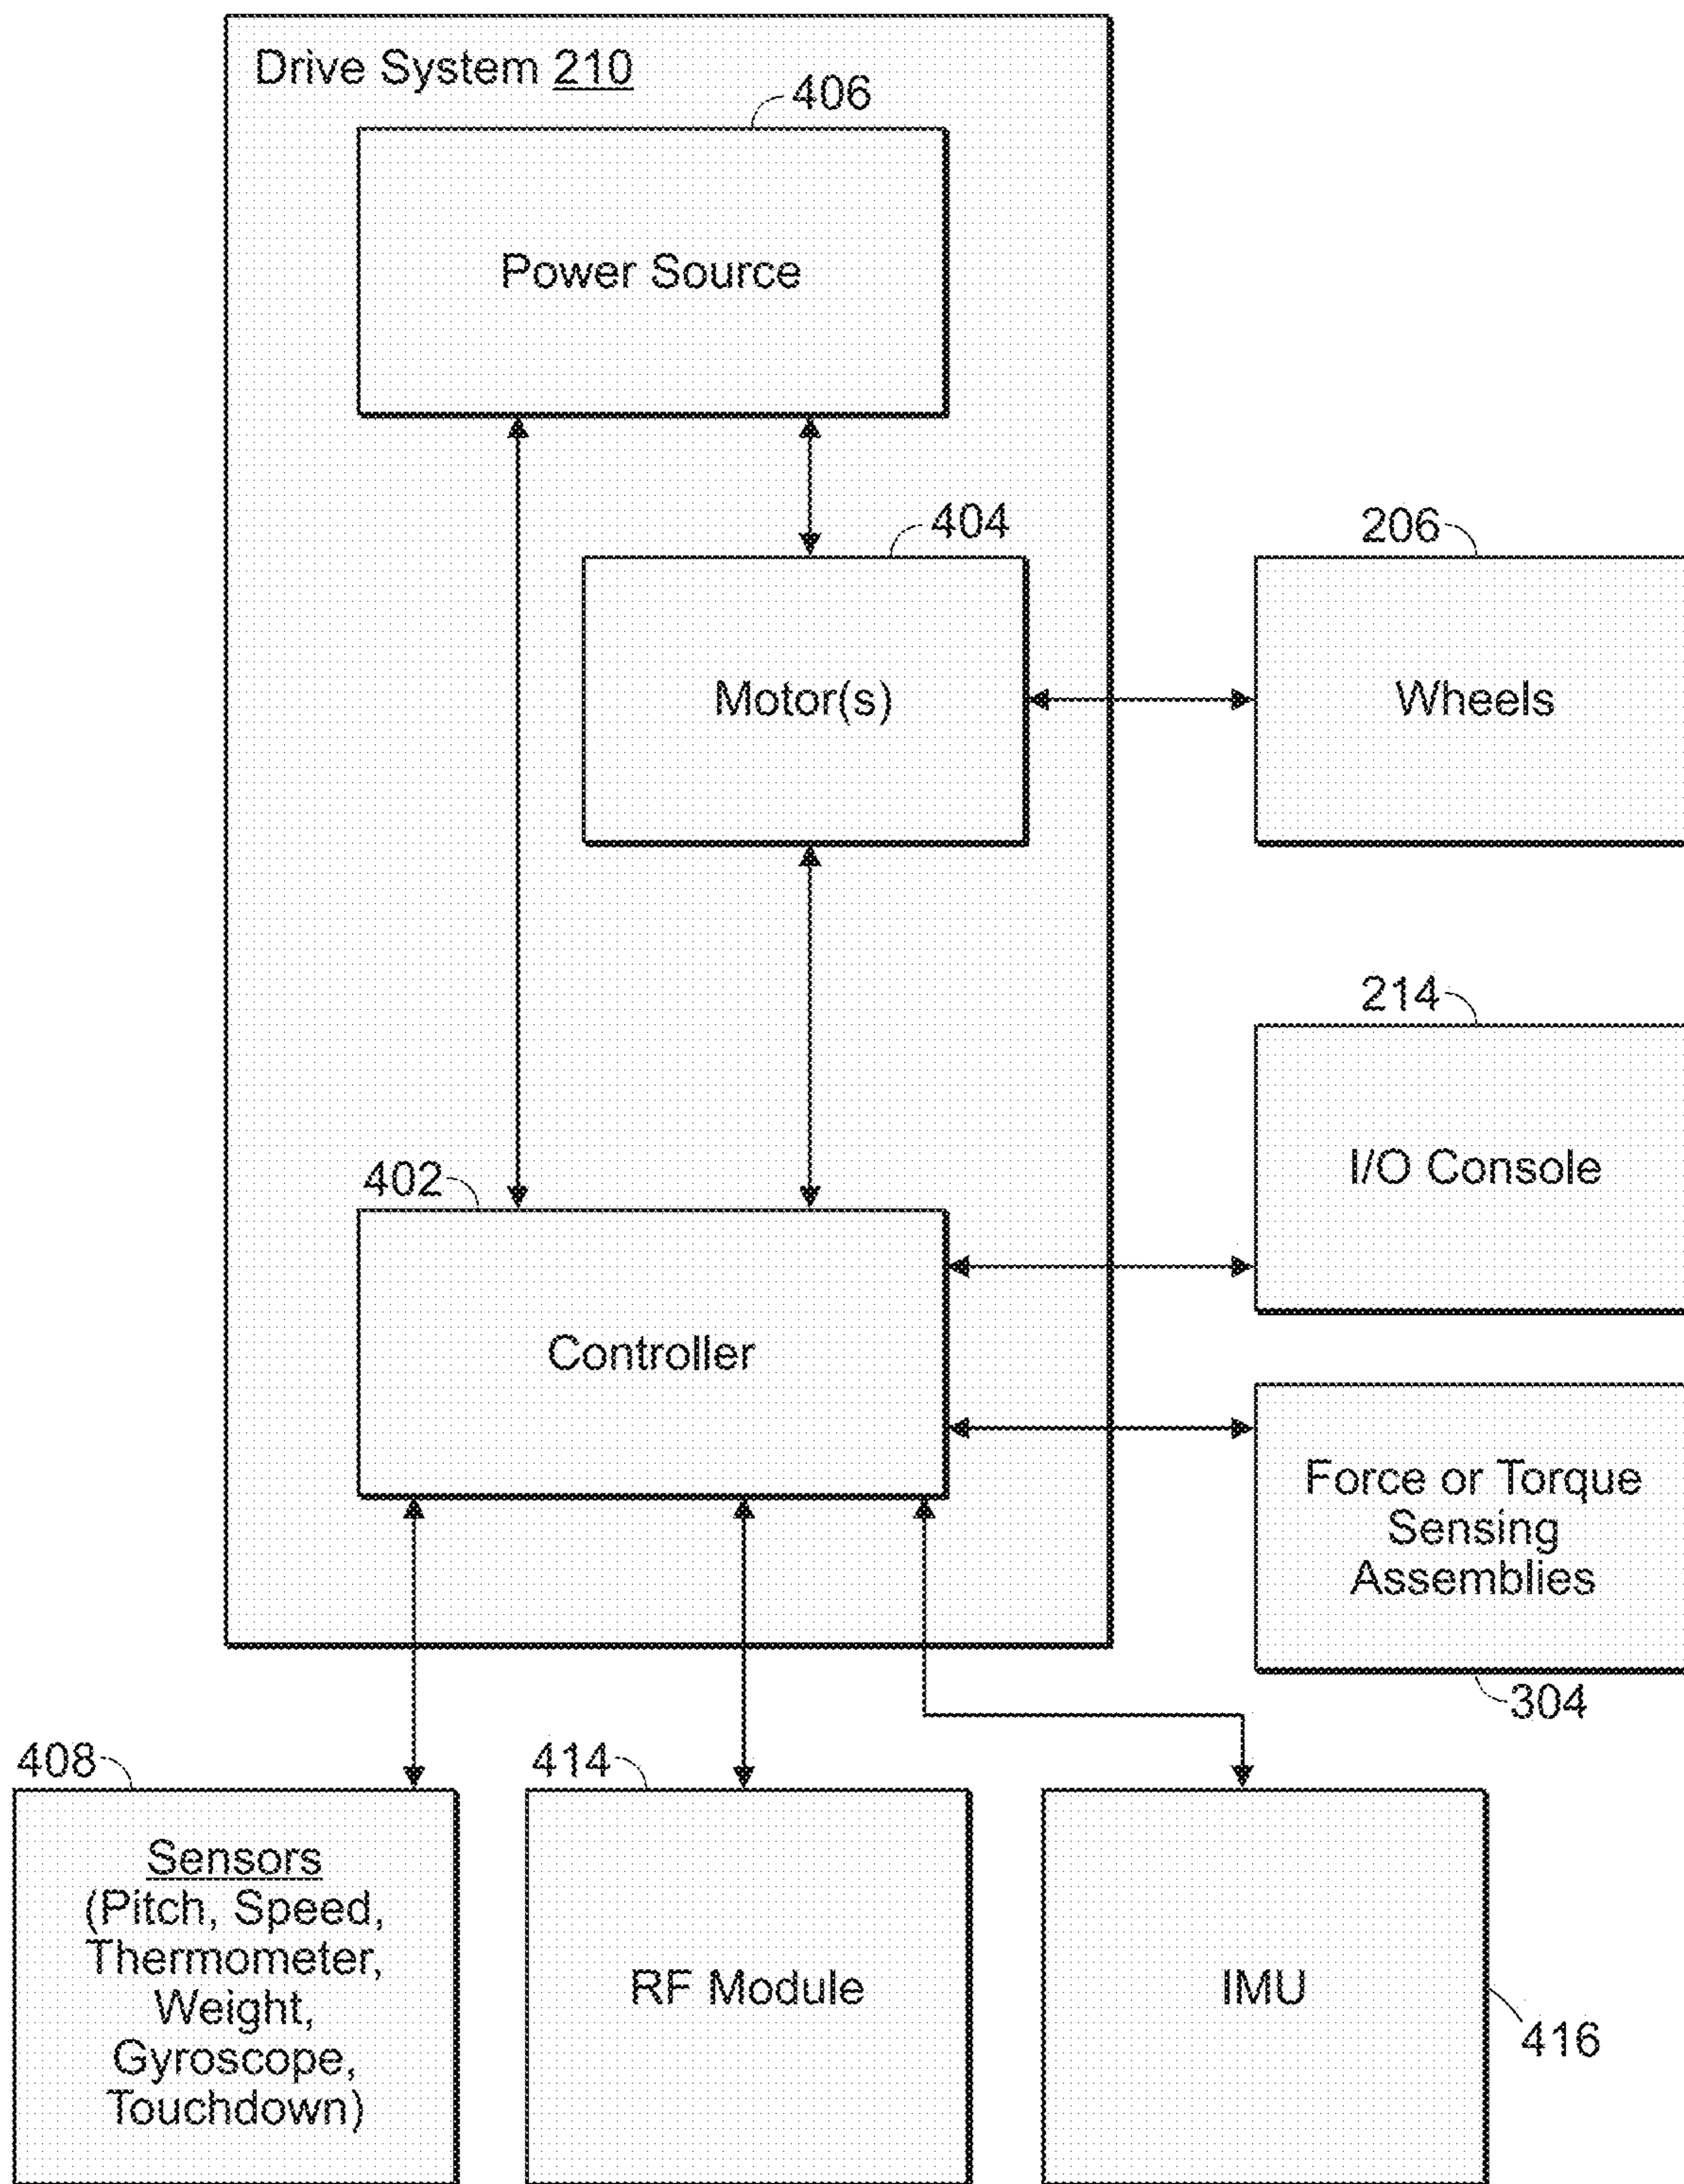 Drive System 210
406
Power Source
404
Motor(s)
206
Wheels
214
I/O Console
402
Controller
Force or Torque
Sensing
Assemblies
304
408
Sensors
(Pitch, Speed,
Thermometer,
Weight,
Gyroscope,
Touchdown)
414
RF Module
IMU
416